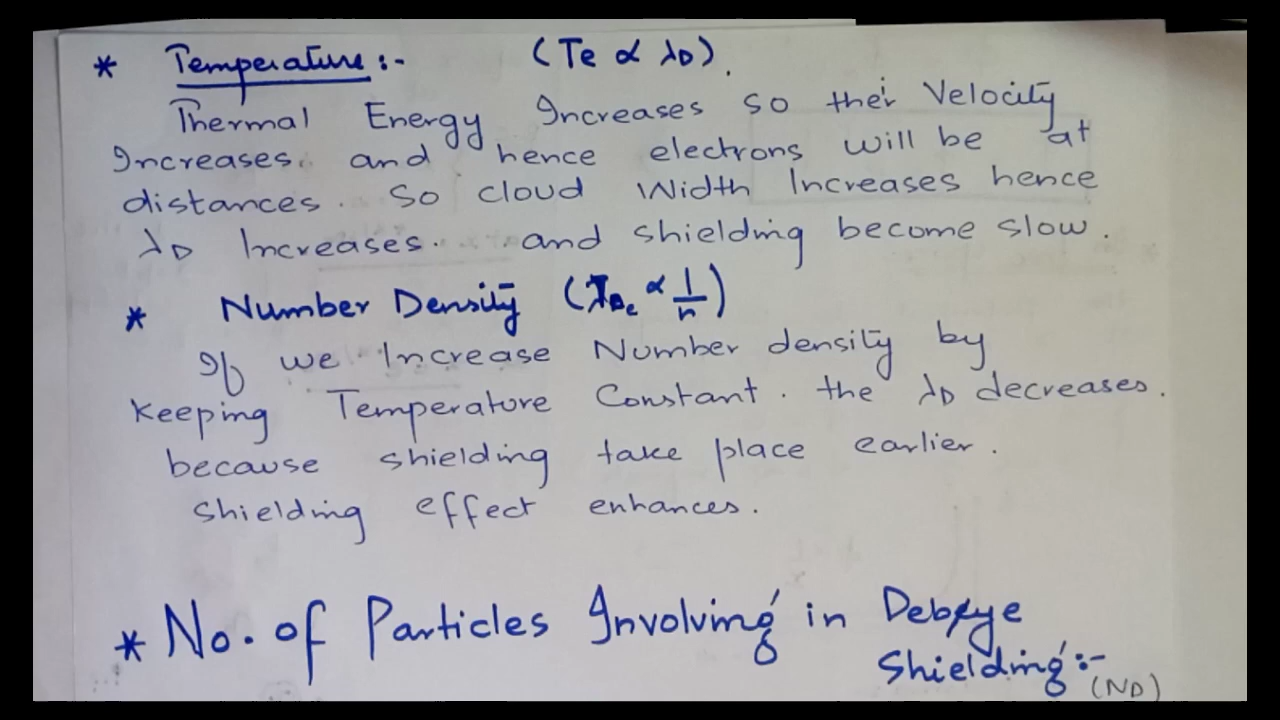 * Temperature :- (Te ∝ λD).
Thermal Energy Increases so thei Velocity
Increases. and hence electrons will be at
distances. So cloud Width Increases hence
λD Increases. and shielding become slow.
* Number Density (λDe ∝ 1/n)
If we Increase Number density by
Keeping Temperature Constant. the λD decreases.
because shielding take place earlier.
Shielding effect enhances.
* No. of Particles Involving in Debye
Shielding :-
(ND)